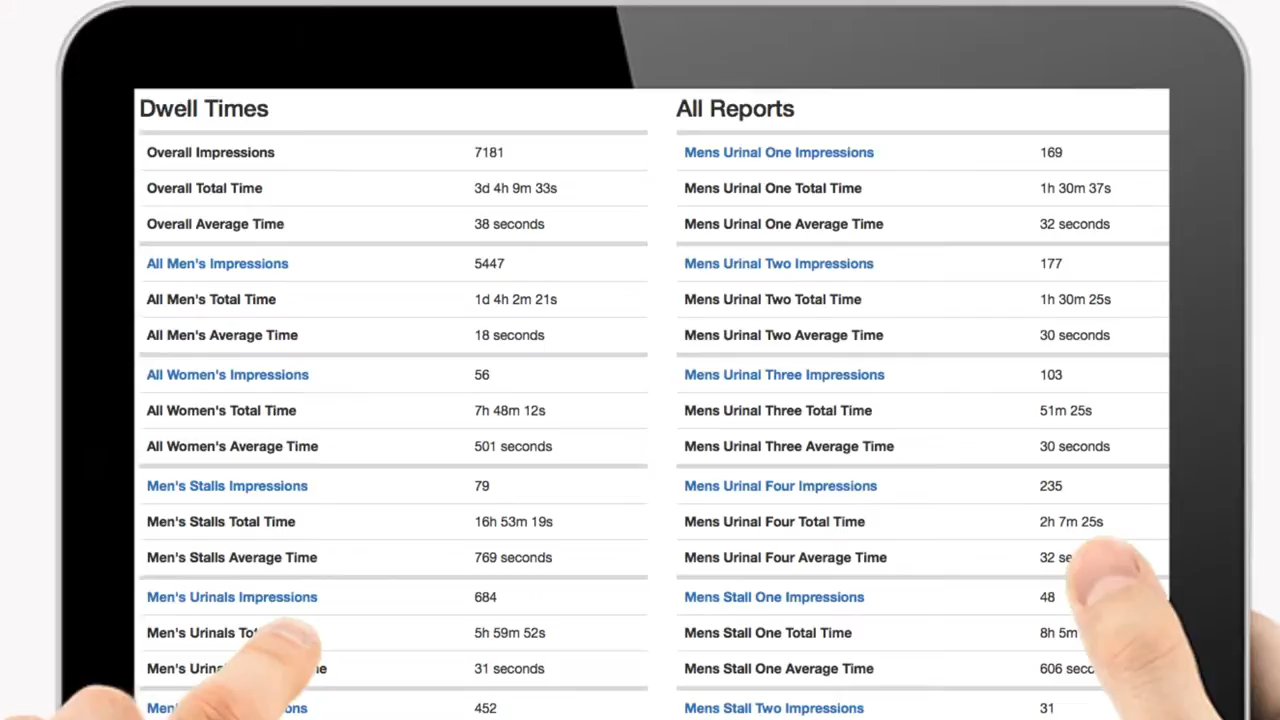 Dwell Times
Overall Impressions 7181
Overall Total Time 3d 4h 9m 33s
Overall Average Time 38 seconds
All Men's Impressions 5447
All Men's Total Time 1d 4h 2m 21s
All Men's Average Time 18 seconds
All Women's Impressions 56
All Women's Total Time 7h 48m 12s
All Women's Average Time 501 seconds
Men's Stalls Impressions 79
Men's Stalls Total Time 16h 53m 19s
Men's Stalls Average Time 769 seconds
Men's Urinals Impressions 684
Men's Urinals 5h 59m 52s
31 seconds
452
All Reports
Mens Urinal One Impressions 169
Mens Urinal One Total Time 1h 30m 37s
Mens Urinal One Average Time 32 seconds
Mens Urinal Two Impressions 177
Mens Urinal Two Total Time 1h 30m 25s
Mens Urinal Two Average Time 30 seconds
Mens Urinal Three Impressions 103
Mens Urinal Three Total Time 51m 25s
Mens Urinal Three Average Time 30 seconds
Mens Urinal Four Impressions 235
Mens Urinal Four Total Time 2h 7m 25s
Mens Urinal Four Average Time 32
Mens Stall One Impressions 48
Mens Stall One Total Time 8h 5m
Mens Stall One Average Time 606
Mens Stall Two Impressions 31